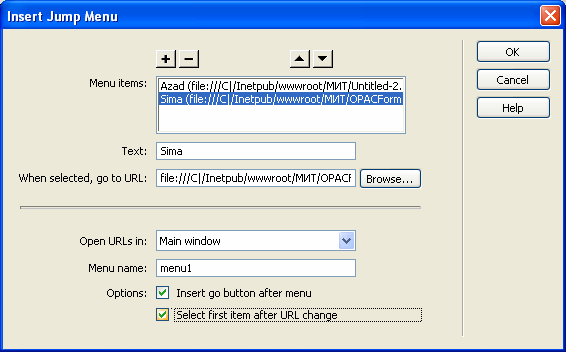 Insert Jump Menu
OK
Cancel
Help
Menu items:
Azad (file:///C|/Inetpub/wwwroot/МИТ/Untitled-2.
Sima (file:///C|/Inetpub/wwwroot/МИТ/OPACForm
Text: Sima
When selected, go to URL: file:///C|/Inetpub/wwwroot/МИТ/OPACF Browse...
Open URLs in: Main window
Menu name: menu1
Options: Insert go button after menu
Select first item after URL change